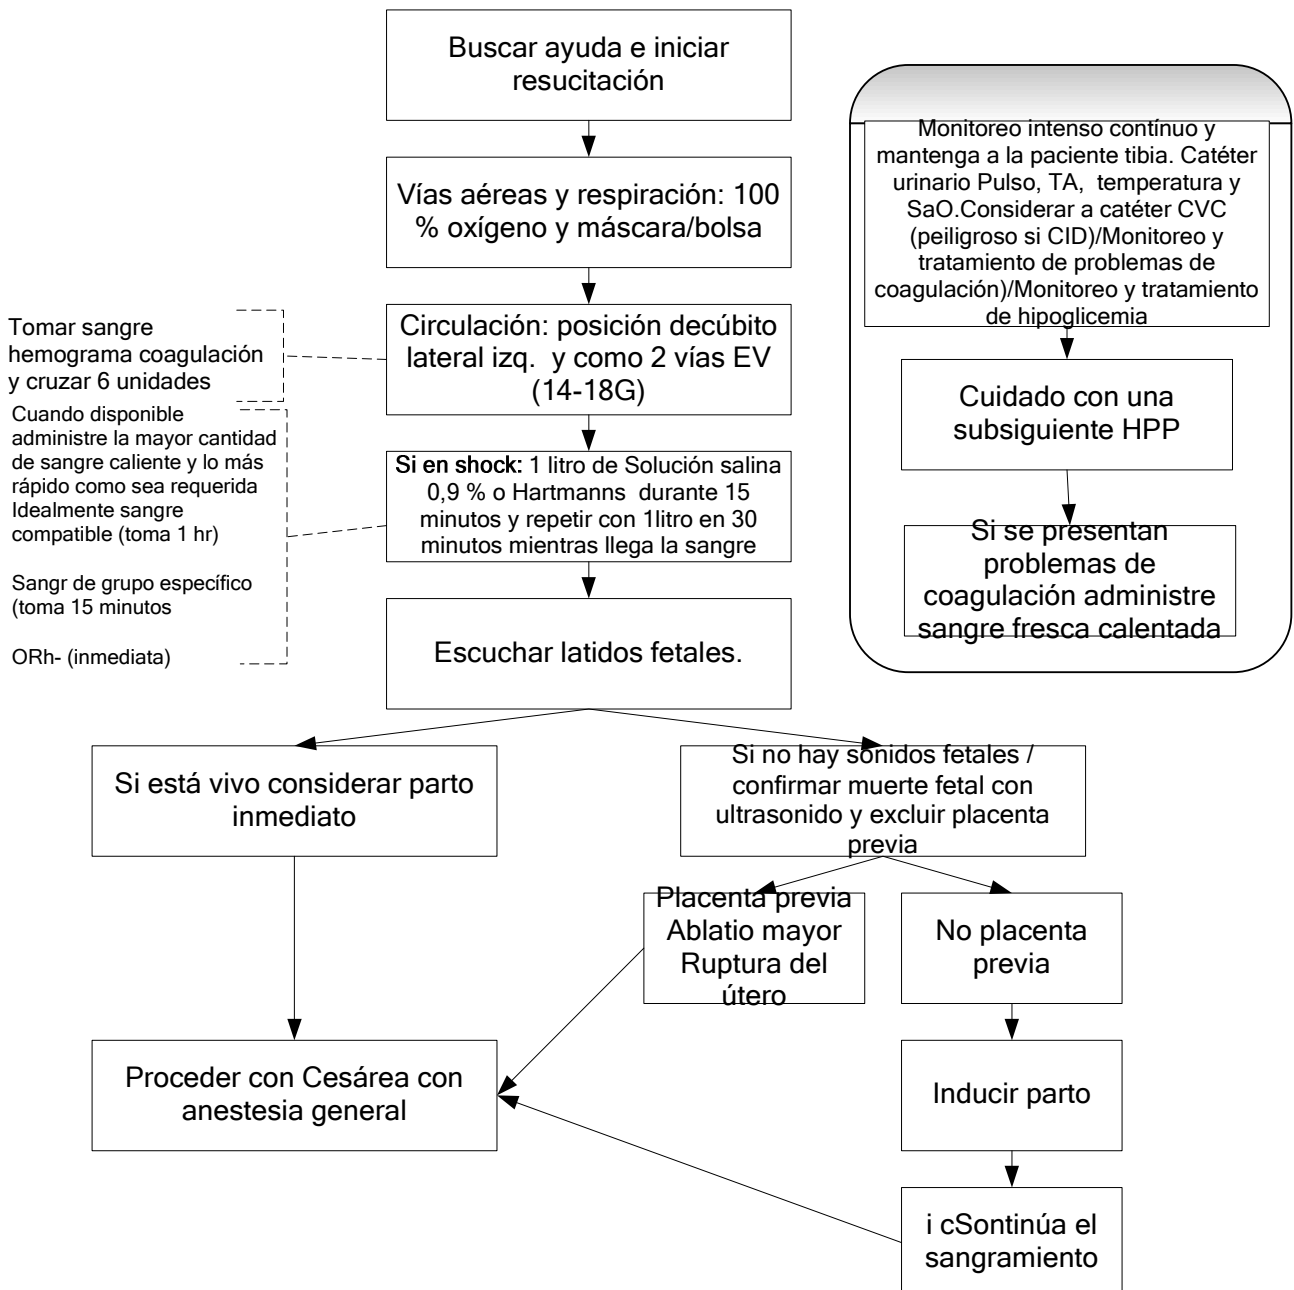 Buscar ayuda e iniciar
resucitación
Vías aéreas y respiración: 100
% oxígeno y máscara/bolsa
Circulación: posición decúbito
lateral izq. y como 2 vías EV
(14-18G)
Tomar sangre
hemograma coagulación
y cruzar 6 unidades
Si en shock: 1 litro de Solución salina
0,9 % o Hartmanns durante 15
minutos y repetir con 1litro en 30
minutos mientras llega la sangre
Cuando disponible
administre la mayor cantidad
de sangre caliente y lo más
rápido como sea requerida
Idealmente sangre
compatible (toma 1 hr)
Sangr de grupo específico
(toma 15 minutos
ORh- (inmediata)
Escuchar latidos fetales.
Si está vivo considerar parto
inmediato
Si no hay sonidos fetales /
confirmar muerte fetal con
ultrasonido y excluir placenta
previa
Placenta previa
Ablatio mayor
Ruptura del
útero
No placenta
previa
Proceder con Cesárea con
anestesia general
Inducir parto
i cSontinúa el
sangramiento
Monitoreo intenso contínuo y
mantenga a la paciente tibia. Catéter
urinario Pulso, TA, temperatura y
SaO.Considerar a catéter CVC
(peiligroso si CID)/Monitoreo y
tratamiento de problemas de
coagulación)/Monitoreo y tratamiento
de hipoglicemia
Cuidado con una
subsiguiente HPP
Si se presentan
problemas de
coagulación administre
sangre fresca calentada